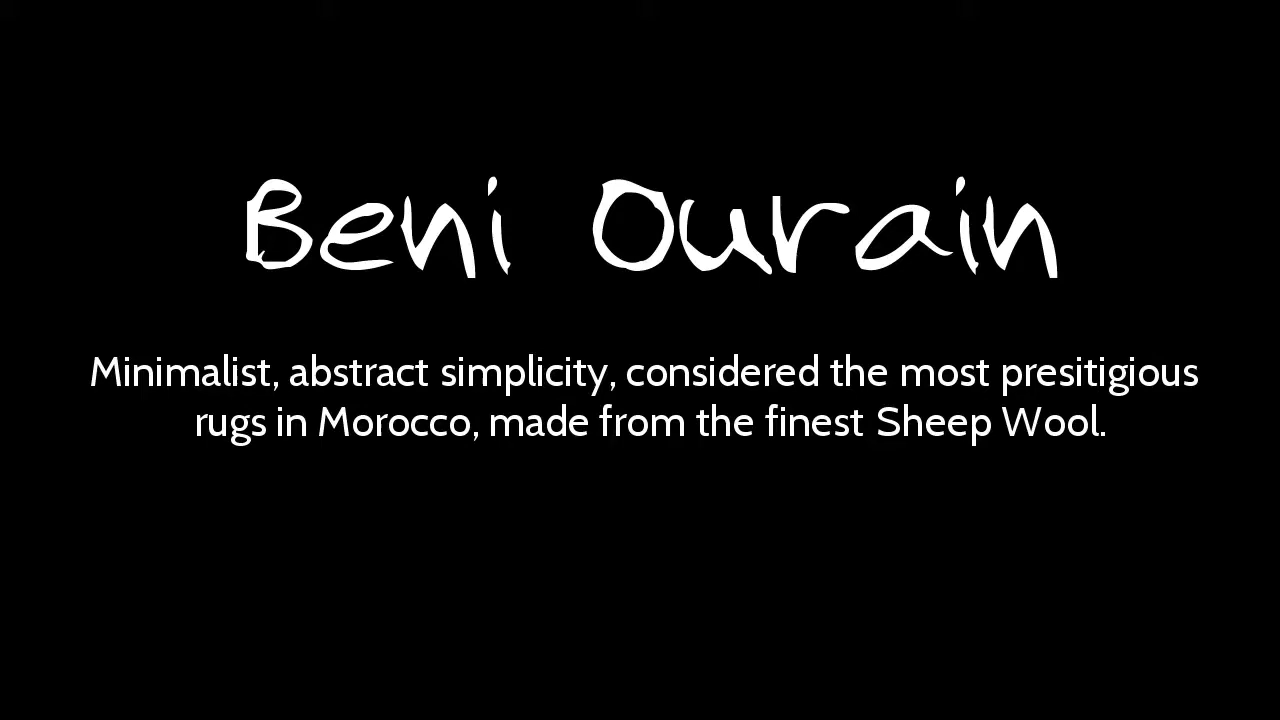 Beni Ourain
Minimalist, abstract simplicity, considered the most presitigious
rugs in Morocco, made from the finest Sheep Wool.